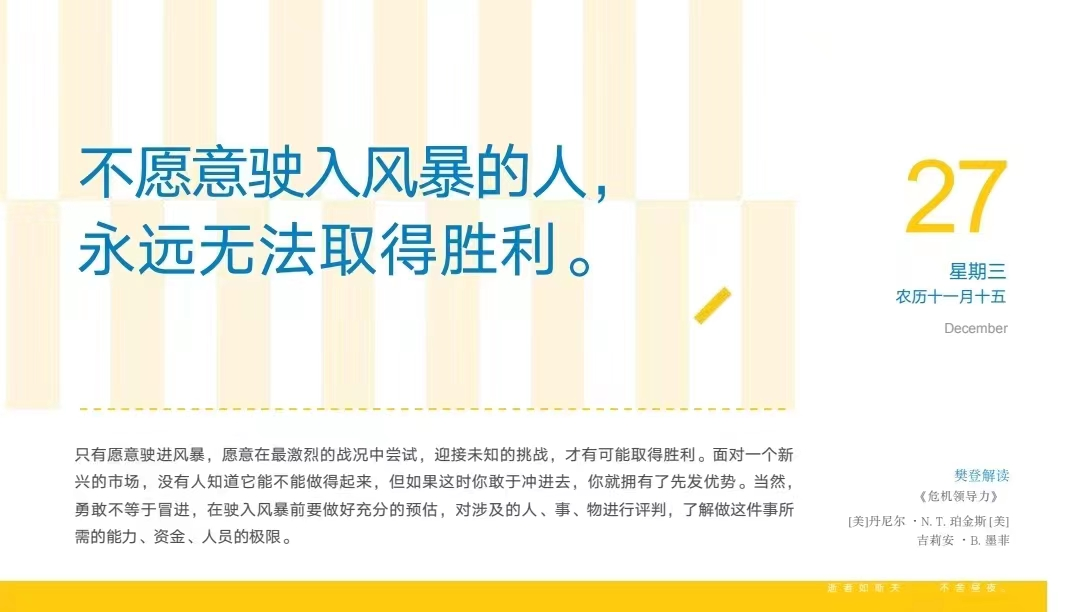 不愿意驶入风暴的人，
永远无法取得胜利。
27
星期三
农历十一月十五
December
只有愿意驶进风暴，愿意在最激烈的战况中尝试，迎接未知的挑战，才有可能取得胜利。面对一个新
兴的市场，没有人知道它能不能做得起来，但如果这时你敢于冲进去，你就拥有了先发优势。当然，
勇敢不等于冒进，在驶入风暴前要做好充分的预估，对涉及的人、事、物进行评判，了解做这件事所
需的能力、资金、人员的极限。
樊登解读
《危机领导力》
[美]丹尼尔·N. T. 珀金斯[美]
吉莉安·B. 墨菲
逝者如斯夫 不舍昼夜。